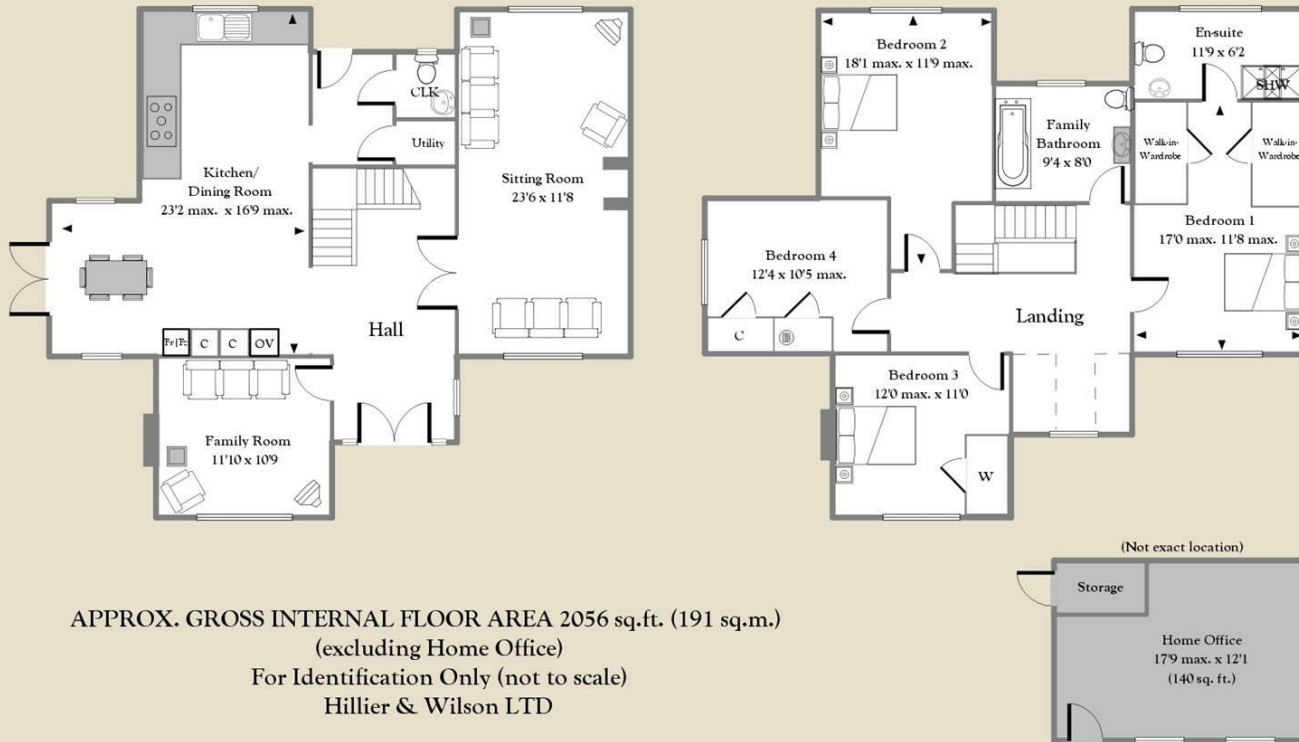 Kitchen/
Dining Room
23'2 max. x 16'9 max.
CLK
Utility
Sitting Room
23'6 x 11'8
Hall
Fr/Fz
C
C
OV
Family Room
11'10 x 10'9
Bedroom 2
18'1 max. x 11'9 max.
En-suite
11'9 x 6'2
SHW
Family
Bathroom
9'4 x 8'0
Walk-in-
Wardrobe
Walk-in-
Wardrobe
Bedroom 1
17'0 max. 11'8 max.
Bedroom 4
12'4 x 10'5 max.
C
B
Landing
Bedroom 3
12'0 max. x 11'0
W
(Not exact location)
Storage
Home Office
17'9 max. x 12'1
(140 sq. ft.)
APPROX. GROSS INTERNAL FLOOR AREA 2056 sq.ft. (191 sq.m.)
(excluding Home Office)
For Identification Only (not to scale)
Hillier & Wilson LTD